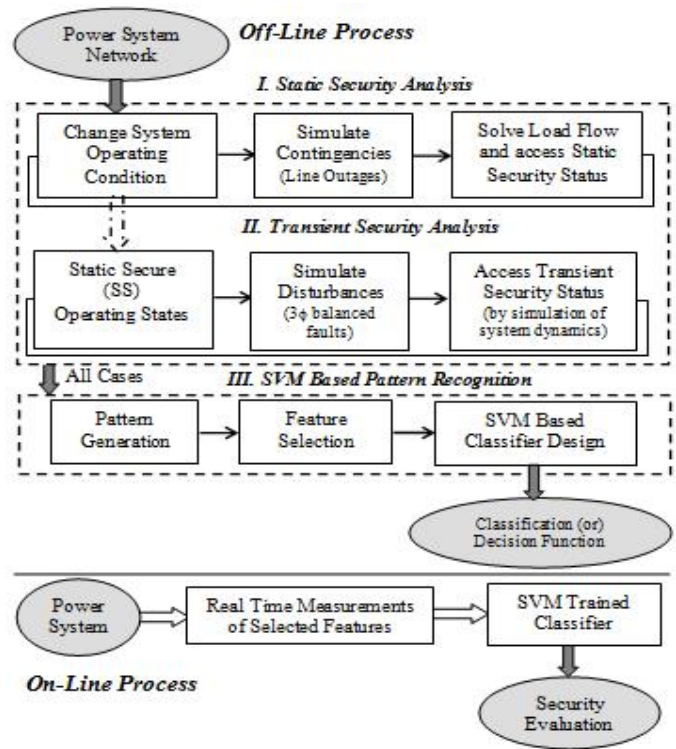 Power System
Network
Off-Line Process
I. Static Security Analysis
Change System
Operating
Condition
Simulate
Contingencies
(Line Outages)
Solve Load Flow
and access Static
Security Status
II. Transient Security Analysis
Static Secure
(SS)
Operating States
Simulate
Disturbances
(3ϕ balanced
faults)
Access Transient
Security Status
(by simulation of
system dynamics)
All Cases
III. SVM Based Pattern Recognition
Pattern
Generation
Feature
Selection
SVM Based
Classifier Design
Classification (or)
Decision Function
Power
System
Real Time Measurements
of Selected Features
SVM Trained
Classifier
On-Line Process
Security
Evaluation